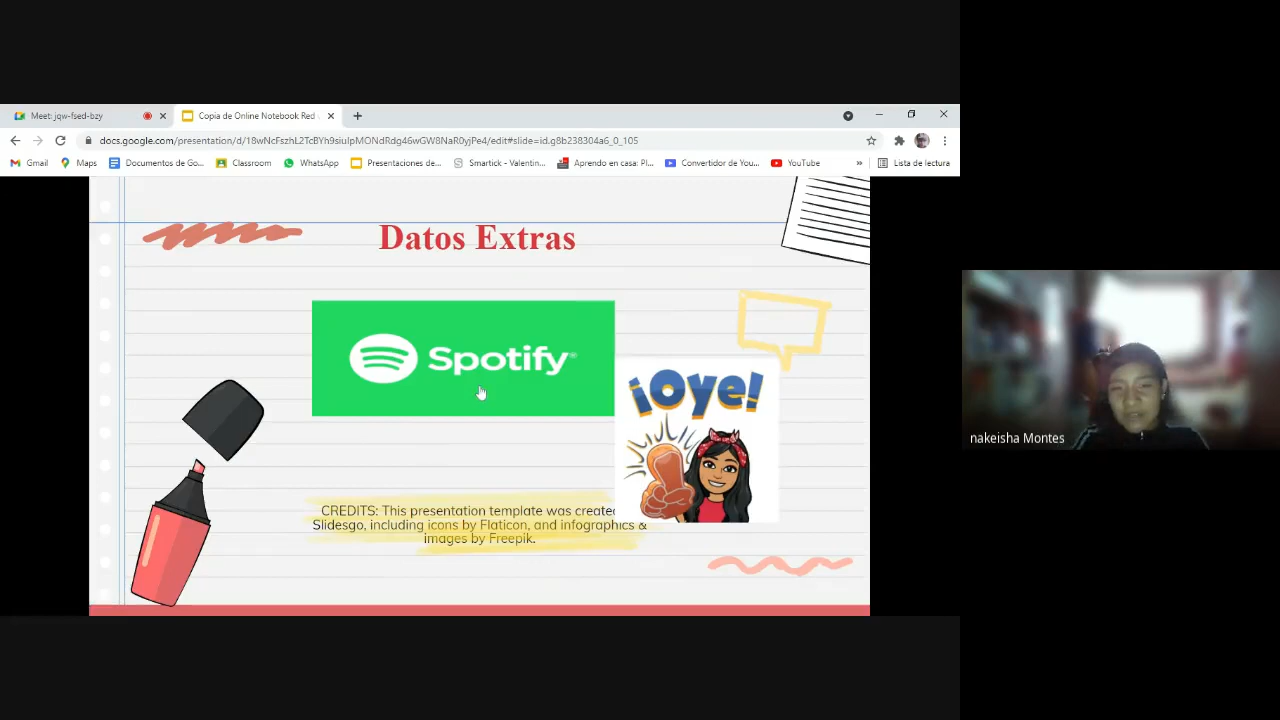 Meet: jqw-fsed-bzy
Copia de Online Notebook Red
docs.google.com/presentation/d/18wNcFszhL2TcBYh9siuIpMONdRdg46wGW8NaR0yjPe4/edit#slide=id.g8b238304a6_0_105
Gmail Maps Documentos de Go... Classroom WhatsApp Presentaciones de... Smartick - Valentin... Aprendo en casa: Pl... Convertidor de You... YouTube » Lista de lectura
Datos Extras
Spotify®
¡Oye!
CREDITS: This presentation template was create
Slidesgo, including icons by Flaticon, and infographics &
images by Freepik.
nakeisha Montes